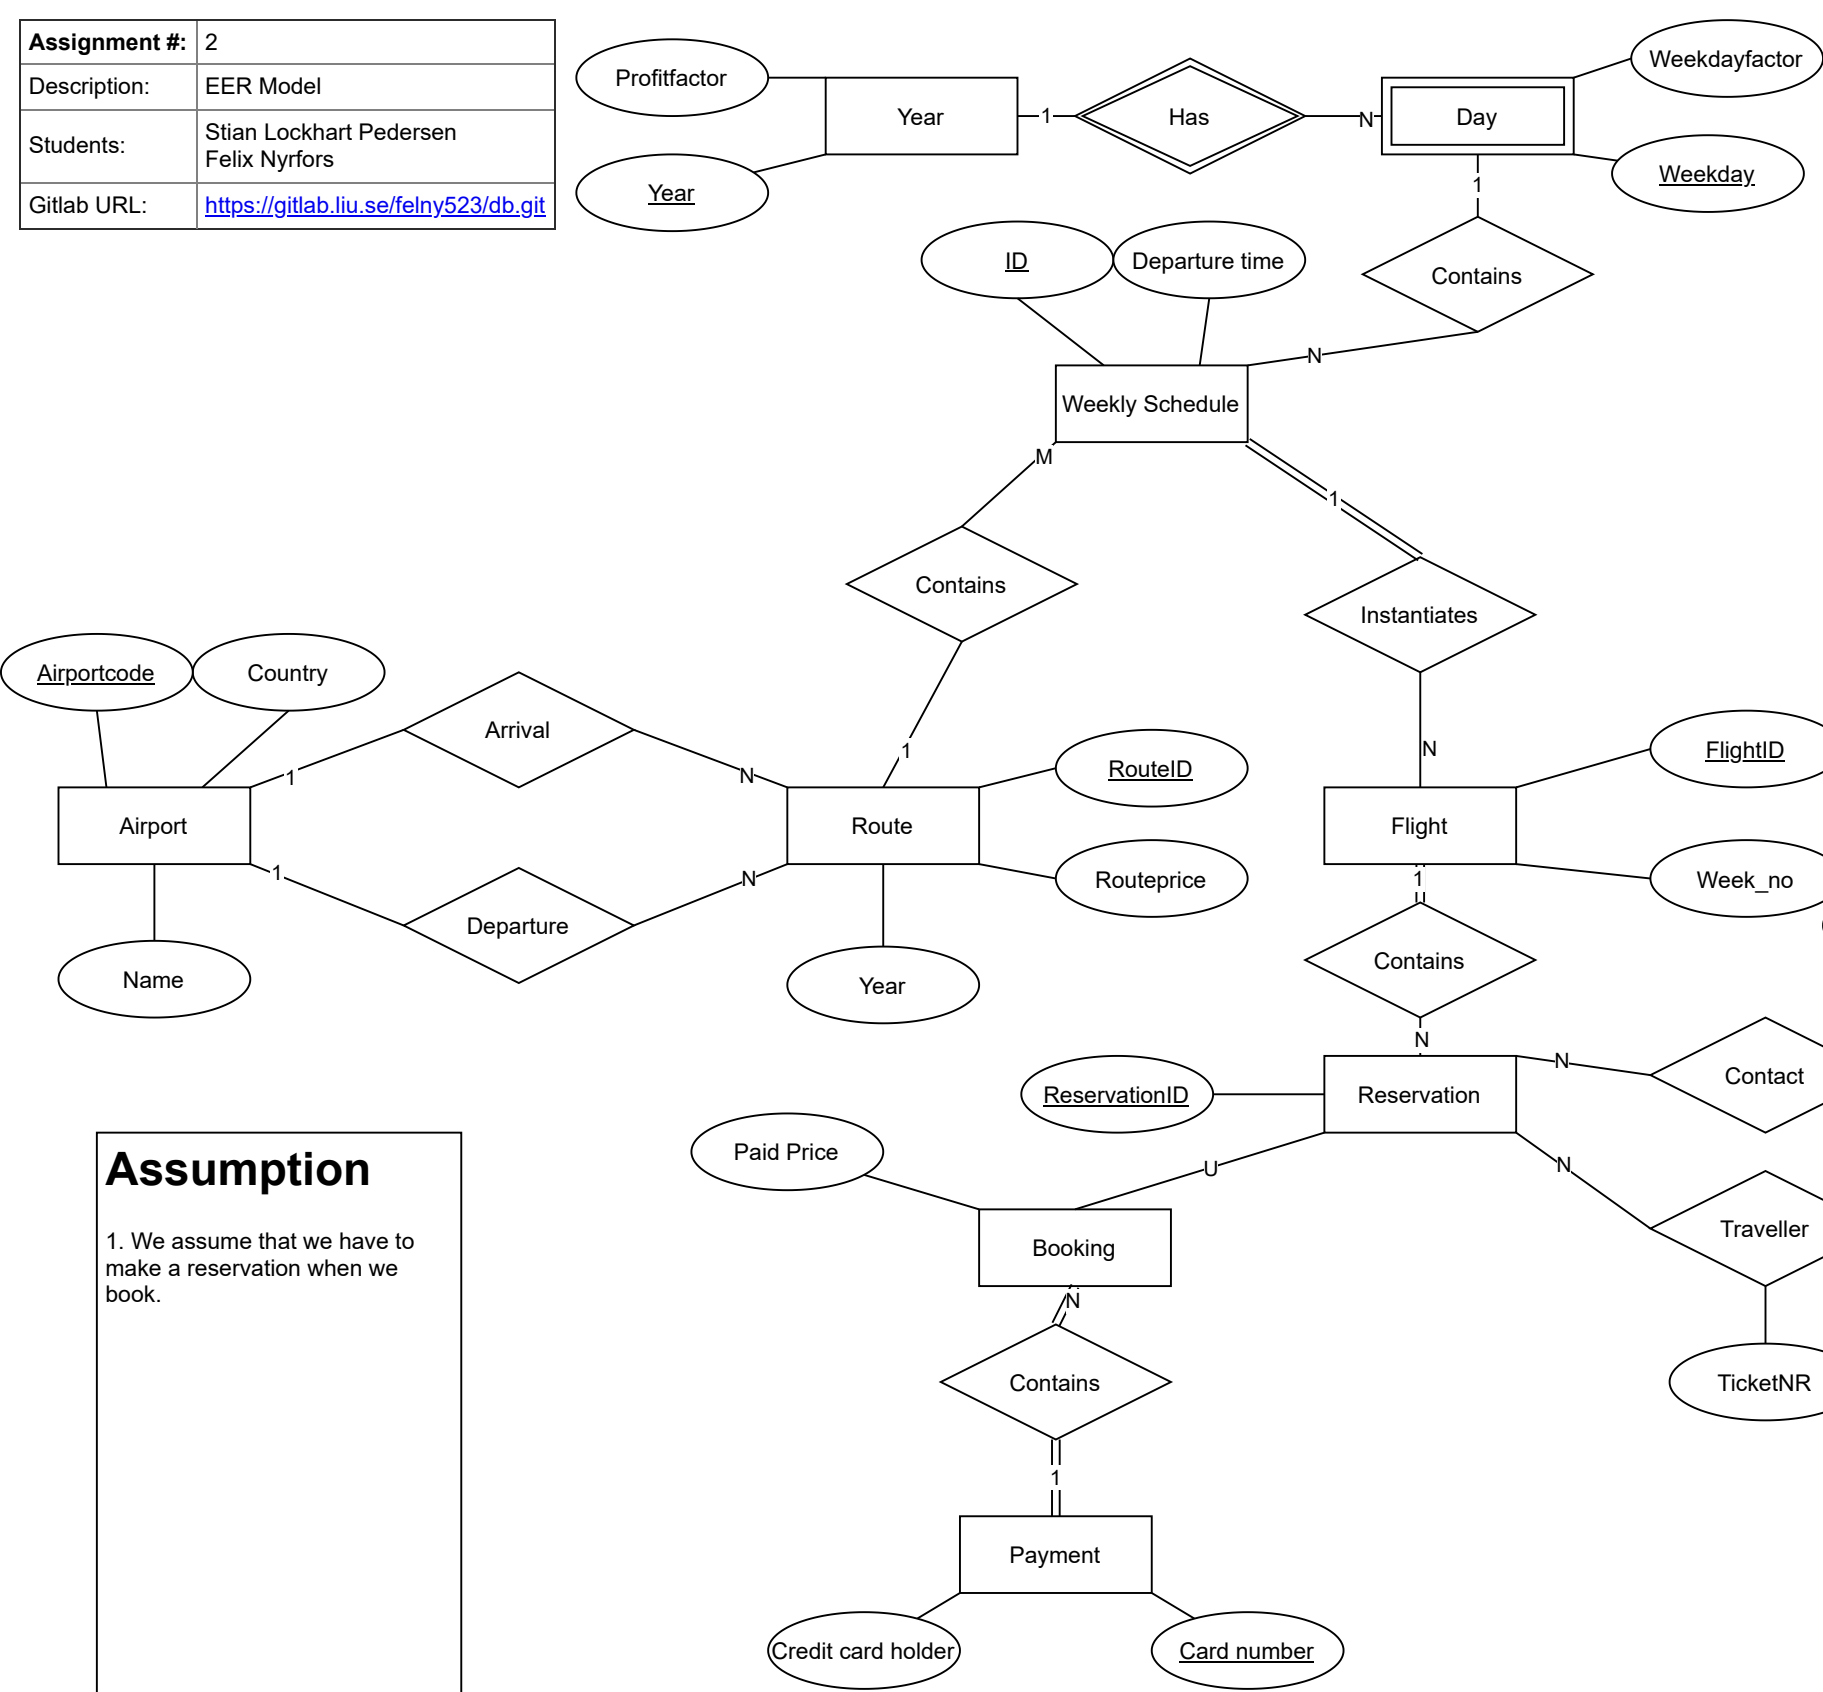 Assignment #: 2
Description: EER Model
Students: Stian Lockhart Pedersen
Felix Nyrfors
Gitlab URL: https://gitlab.liu.se/felny523/db.git
Profitfactor
Year
Year
1
Has
N
Day
Weekdayfactor
Weekday
1
Contains
N
ID
Departure time
Weekly Schedule
M
1
Contains
Instantiates
1
N
Airportcode
Country
Arrival
1
N
Airport
1
Departure
N
Name
Route
RouteID
Routeprice
Year
Flight
FlightID
Week_no
1
Contains
N
ReservationID
Reservation
N
Contact
N
Traveller
TicketNR
U
Paid Price
Booking
N
Contains
1
Payment
Credit card holder
Card number
Assumption
1. We assume that we have to
make a reservation when we
book.